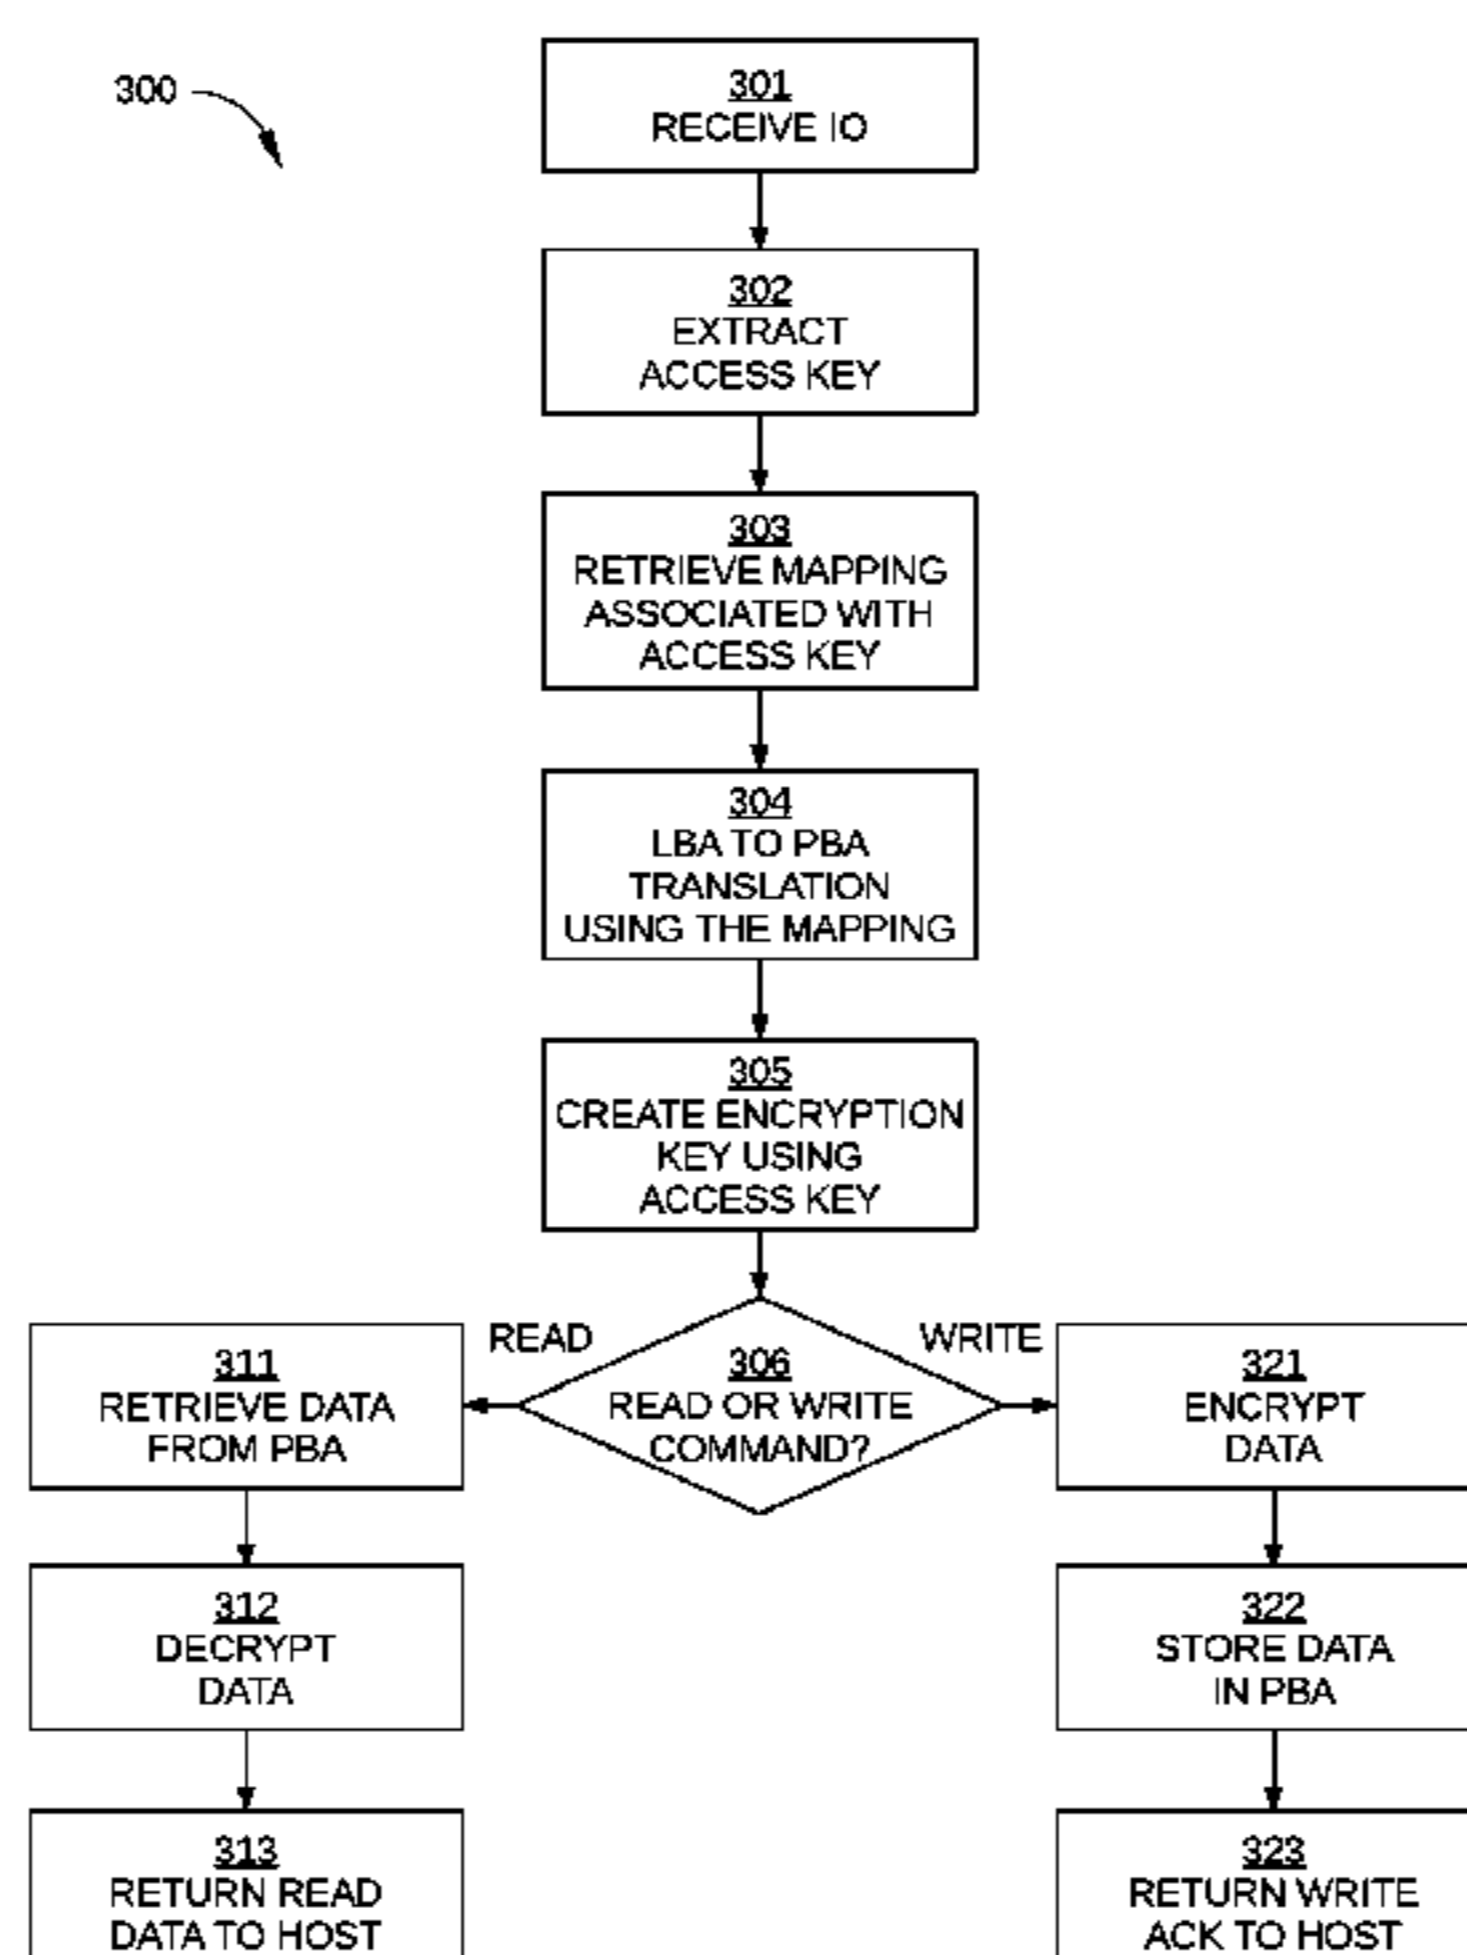 300
301
RECEIVE IO
302
EXTRACT
ACCESS KEY
303
RETRIEVE MAPPING
ASSOCIATED WITH
ACCESS KEY
304
LBA TO PBA
TRANSLATION
USING THE MAPPING
305
CREATE ENCRYPTION
KEY USING
ACCESS KEY
READ
WRITE
306
READ OR WRITE
COMMAND?
311
RETRIEVE DATA
FROM PBA
312
DECRYPT
DATA
313
RETURN READ
DATA TO HOST
321
ENCRYPT
DATA
322
STORE DATA
IN PBA
323
RETURN WRITE
ACK TO HOST